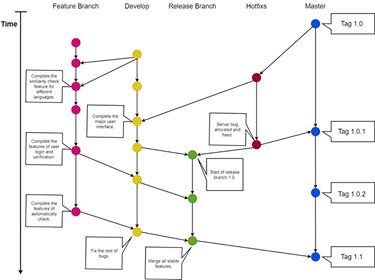 Feature Branch
Develop
Release Branch
Hotfixs
Master
Time
Tag 1.0
Complete the
similarity check
feature for
different
languages.
Complete the
major user
interface.
Server bug
allocated and
fixed
Tag 1.0.1
Complete the
features of user
login and
verification.
Start of release
branch 1.0
Tag 1.0.2
Complete the
features of
automatically
check.
Fix the rest of
bugs.
Merge all stable
features.
Tag 1.1